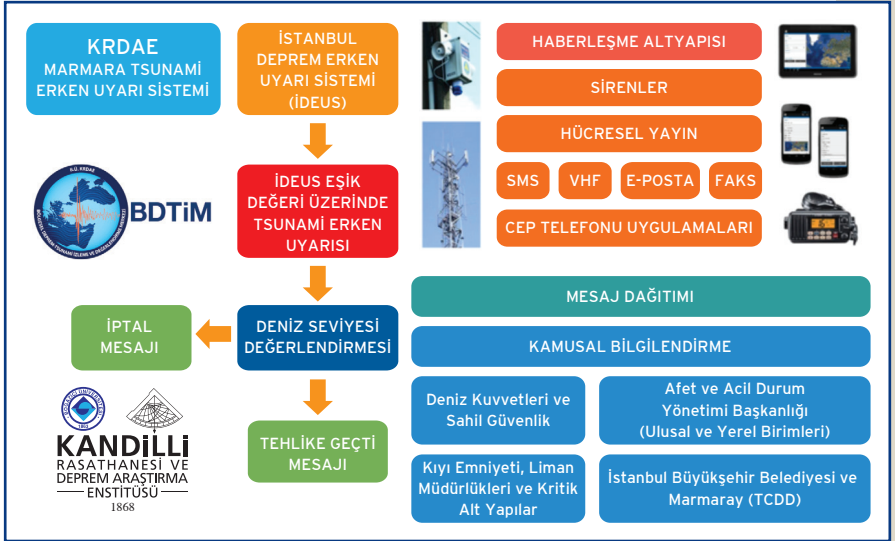 KRDAE
MARMARA TSUNAMİ
ERKEN UYARI SİSTEMİ
İSTANBUL
DEPREM ERKEN
UYARI SİSTEMİ
(İDEUS)
İDEUS EŞİK
DEĞERİ ÜZERİNDE
TSUNAMİ ERKEN
UYARISI
BDTİM
İPTAL
MESAJI
DENİZ SEVİYESİ
DEĞERLENDİRMESİ
TEHLİKE GEÇTİ
MESAJI
KANDİLLİ
RASATHANESİ VE
DEPREM ARAŞTIRMA
ENSTİTÜSÜ
1868
HABERLEŞME ALTYAPISI
SİRENLER
HÜCRESEL YAYIN
SMS
VHF
E-POSTA
FAKS
CEP TELEFONU UYGULAMALARI
MESAJ DAĞITIMI
KAMUSAL BİLGİLENDİRME
Deniz Kuvvetleri ve
Sahil Güvenlik
Afet ve Acil Durum
Yönetimi Başkanlığı
(Ulusal ve Yerel Birimleri)
Kıyı Emniyeti, Liman
Müdürlükleri ve Kritik
Alt Yapılar
İstanbul Büyükşehir Belediyesi ve
Marmaray (TCDD)